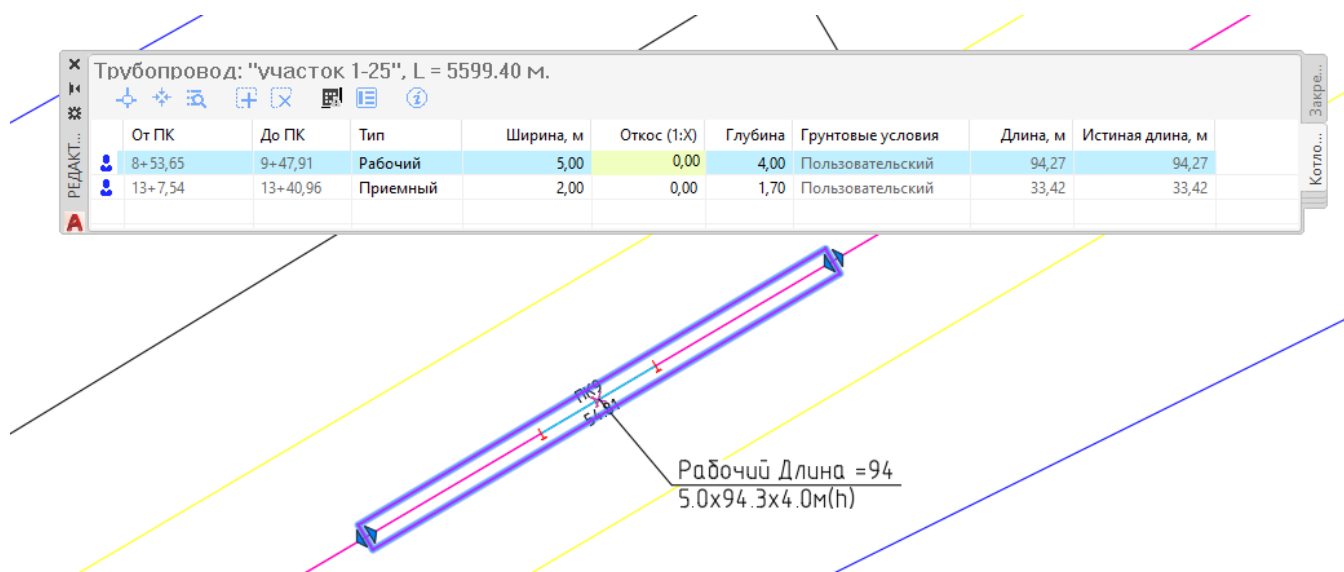 Трубопровод: "участок 1-25", L = 5599.40 м.
От ПК До ПК Тип Ширина, м Откос (1:X) Глубина Грунтовые условия Длина, м Истиная длина, м
8+53,65 9+47,91 Рабочий 5,00 0,00 4,00 Пользовательский 94,27 94,27
13+7,54 13+40,96 Приемный 2,00 0,00 1,70 Пользовательский 33,42 33,42
РЕДАКТ...
Закре...
Котло...
ПК9
Рабочий Длина =94
5.0х94.3х4.0м(h)